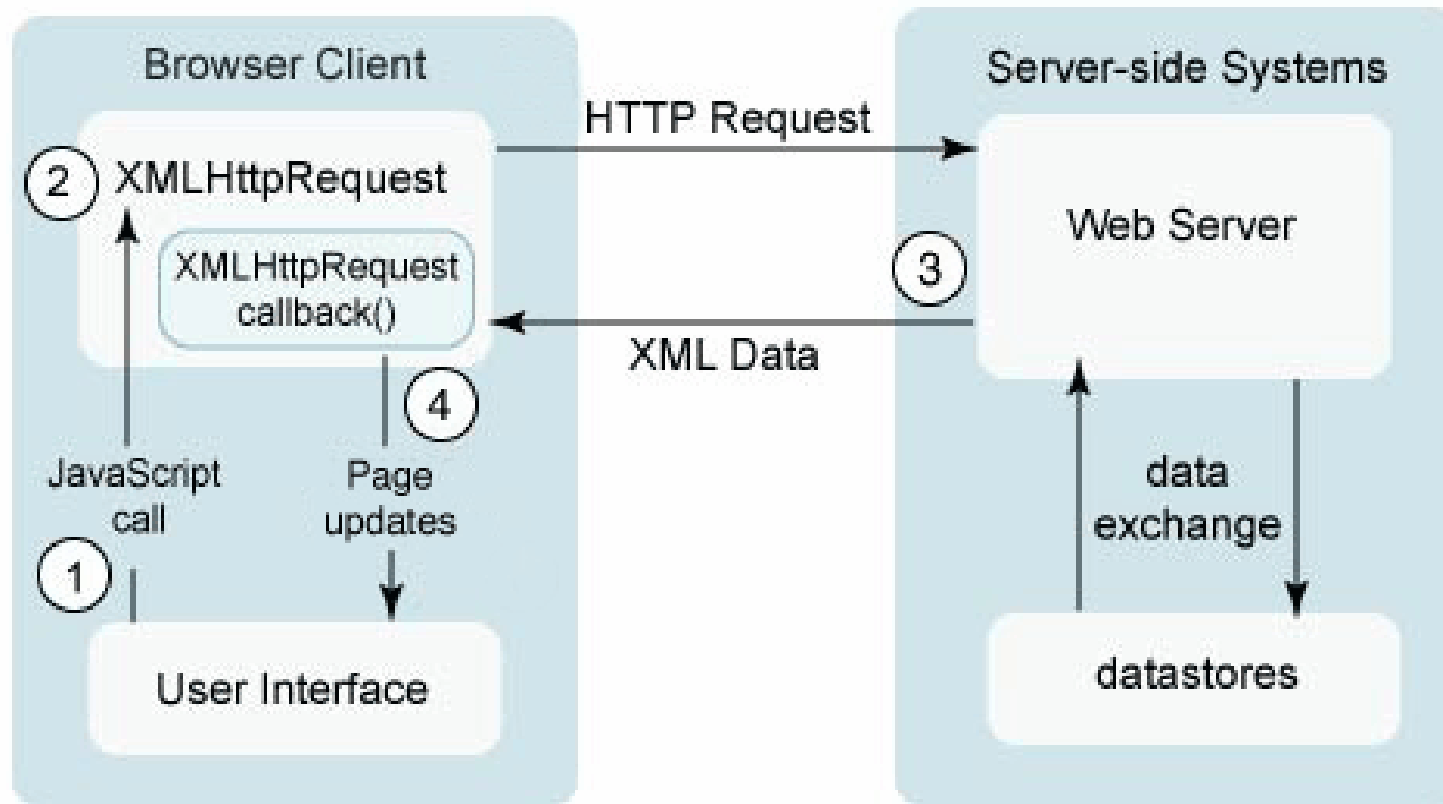 Browser Client
Server-side Systems
HTTP Request
2
XMLHttpRequest
XMLHttpRequest
callback()
Web Server
3
XML Data
4
JavaScript
call
Page
updates
data
exchange
1
User Interface
datastores